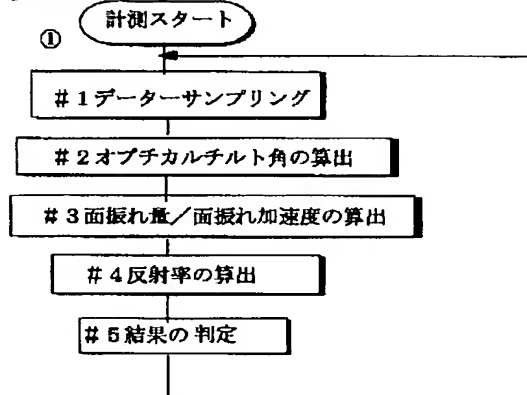 計測スタート
①
#1データーサンプリング
#2オプチカルチルト角の算出
#3面振れ量/面振れ加速度の算出
#4反射率の算出
#5結果の判定